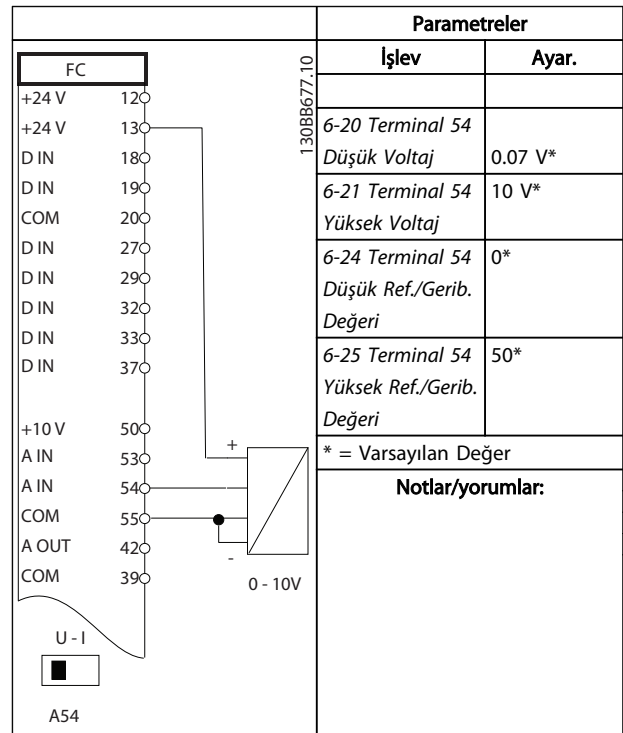 Parametreler
İşlev Ayar.
6-20 Terminal 54
Düşük Voltaj 0.07 V*
6-21 Terminal 54 10 V*
Yüksek Voltaj
6-24 Terminal 54 0*
Düşük Ref./Gerib.
Değeri
6-25 Terminal 54 50*
Yüksek Ref./Gerib.
Değeri
* = Varsayılan Değer
Notlar/yorumlar:
FC
+24 V 12
+24 V 13
D IN 18
D IN 19
COM 20
D IN 27
D IN 29
D IN 32
D IN 33
D IN 37
+10 V 50
A IN 53
A IN 54
COM 55
A OUT 42
COM 39
+
-
0 - 10V
U - I
A54
130BB677.10